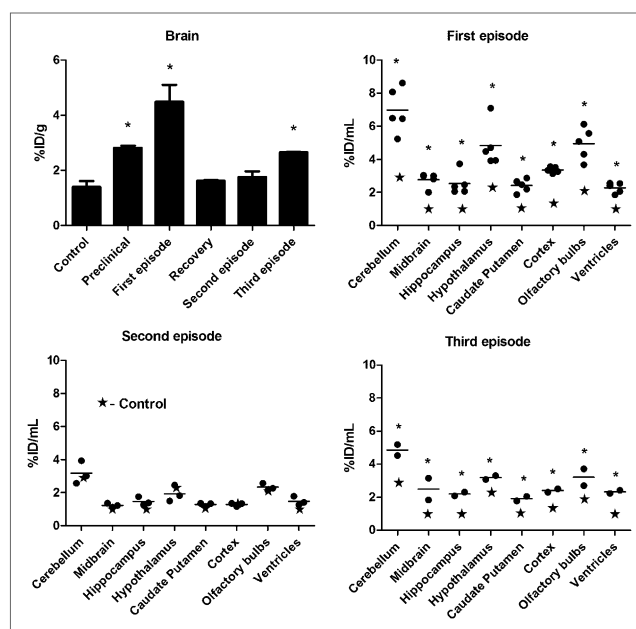 Brain
%ID/g
6
4
2
0
*
*
*
Control
Preclinical
First episode
Recovery
Second episode
Third episode
First episode
%ID/mL
10
8
6
4
2
0
*
*
*
*
*
*
*
*
Cerebellum
Midbrain
Hippocampus
Hypothalamus
Caudate Putamen
Cortex
Olfactory bulbs
Ventricles
Second episode
%ID/mL
10
8
6
4
2
0
★- Control
Cerebellum
Midbrain
Hippocampus
Hypothalamus
Caudate Putamen
Cortex
Olfactory bulbs
Ventricles
Third episode
%ID/mL
10
8
6
4
2
0
*
*
*
*
*
*
*
*
Cerebellum
Midbrain
Hippocampus
Hypothalamus
Caudate Putamen
Cortex
Olfactory bulbs
Ventricles